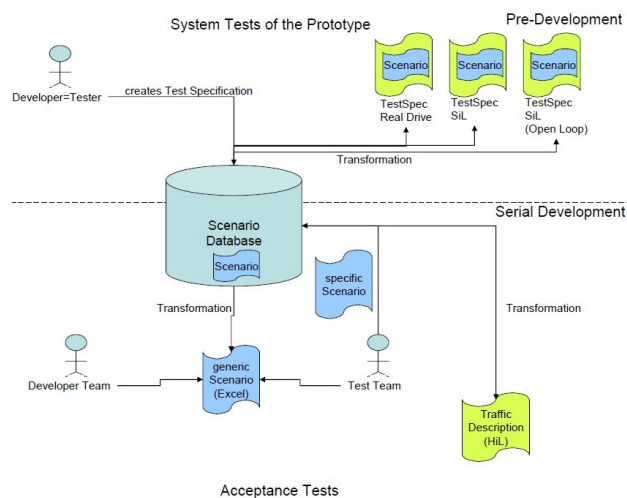 System Tests of the Prototype
Pre-Development
Scenario
Scenario
Scenario
Developer=Tester
creates Test Specification
TestSpec
Real Drive
TestSpec
SiL
TestSpec
SiL
(Open Loop)
Transformation
Serial Development
Scenario
Database
Scenario
specific
Scenario
Transformation
Transformation
Developer Team
generic
Scenario
(Excel)
Test Team
Traffic
Description
(HiL)
Acceptance Tests